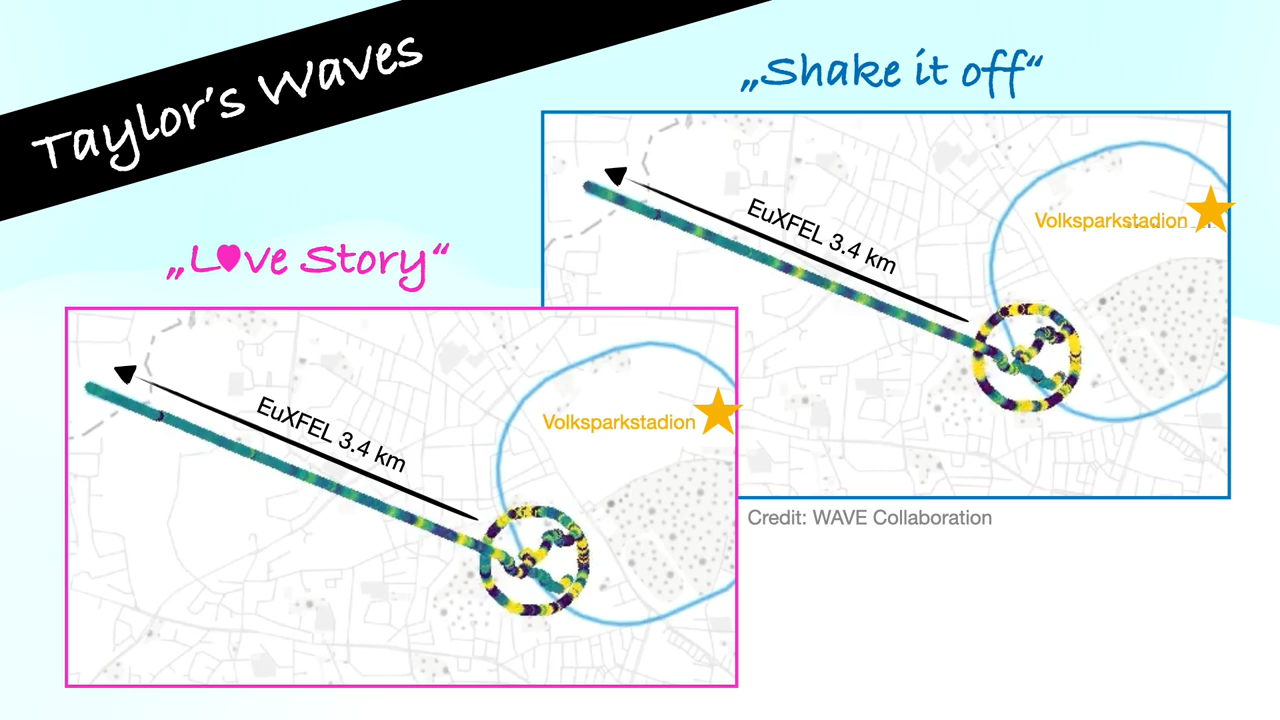 Taylor's Waves
„Shake it off“
EuXFEL 3.4 km
Volksparkstadion
„L♥ve Story“
EuXFEL 3.4 km
Volksparkstadion
Credit: WAVE Collaboration